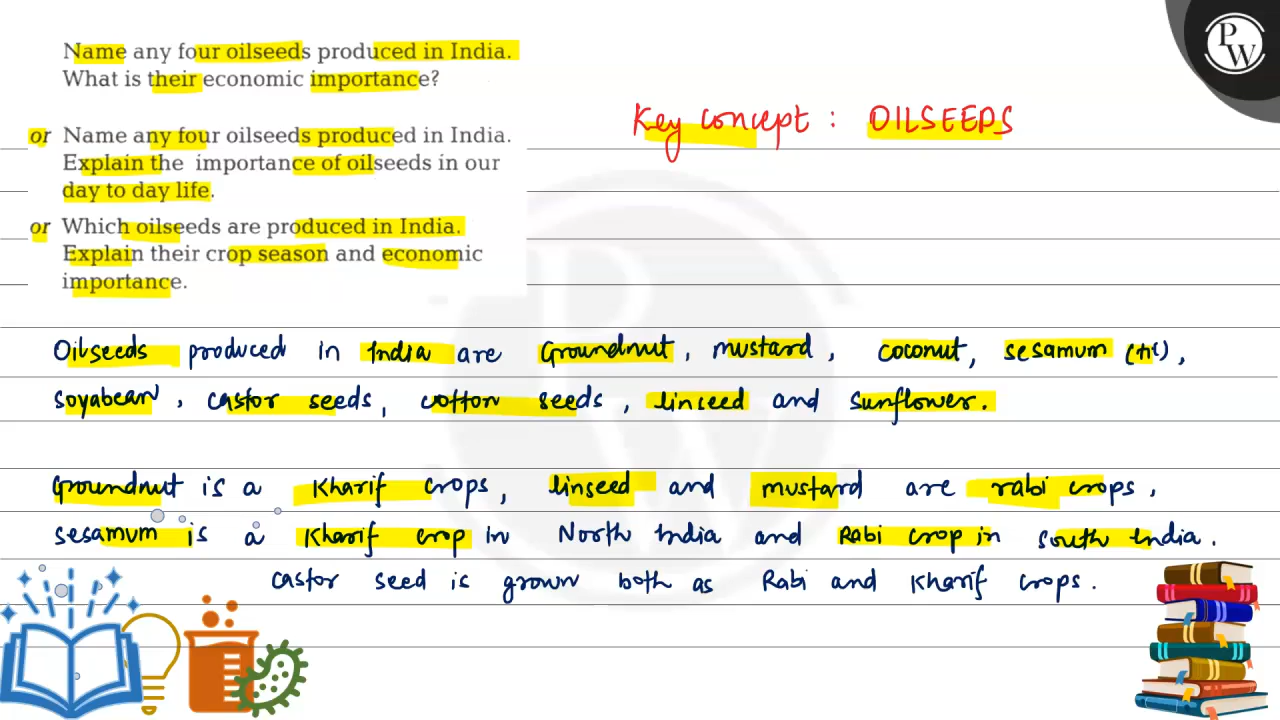 Name any four oilseeds produced in India.
What is their economic importance?
or Name any four oilseeds produced in India.
Explain the importance of oilseeds in our
day to day life.
or Which oilseeds are produced in India.
Explain their crop season and economic
importance.
PW
Key concept : OILSEEDS
Oilseeds produced in India are Groundnut, mustard, coconut, sesamum (til),
soyabean, castor seeds, cotton seeds, linseed and sunflower.
Groundnut is a Kharif crops, linseed and mustard are rabi crops,
sesamum is a Kharif crop in North India and Rabi crop in south India.
castor seed is grown both as Rabi and Kharif crops.